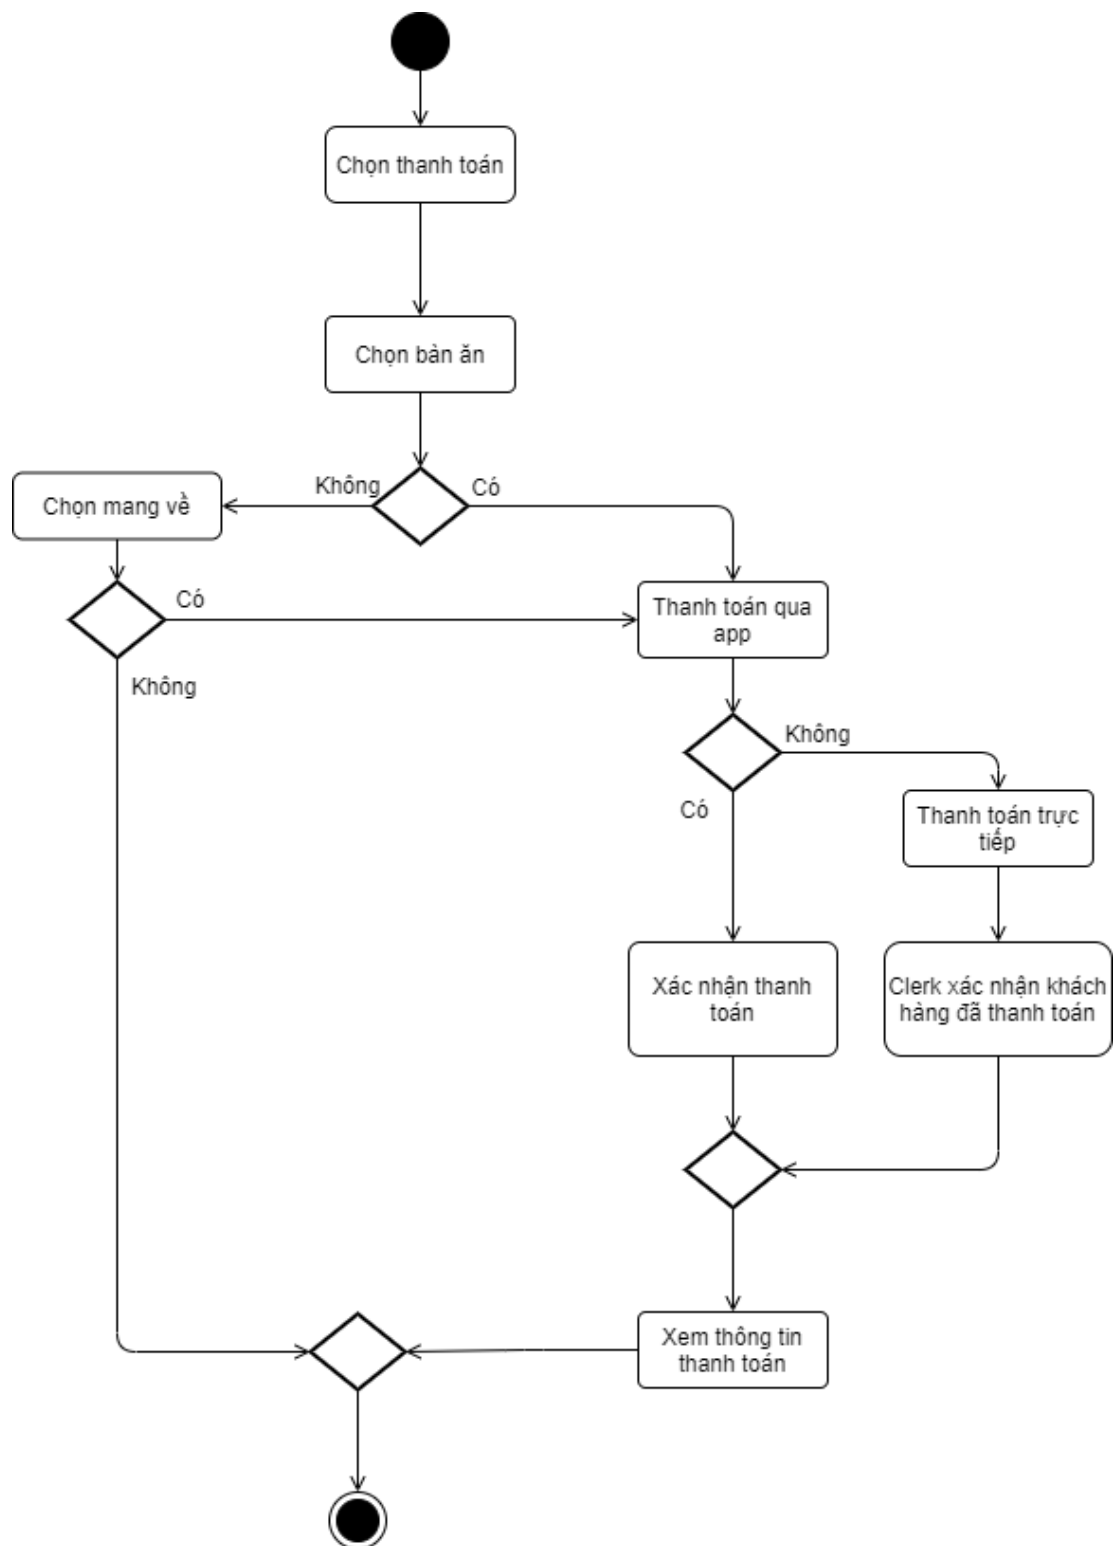 Chọn thanh toán
Chọn bàn ăn
Không
Có
Chọn mang về
Có
Thanh toán qua
app
Không
Không
Có
Thanh toán trực
tiếp
Xác nhận thanh
toán
Clerk xác nhận khách
hàng đã thanh toán
Xem thông tin
thanh toán